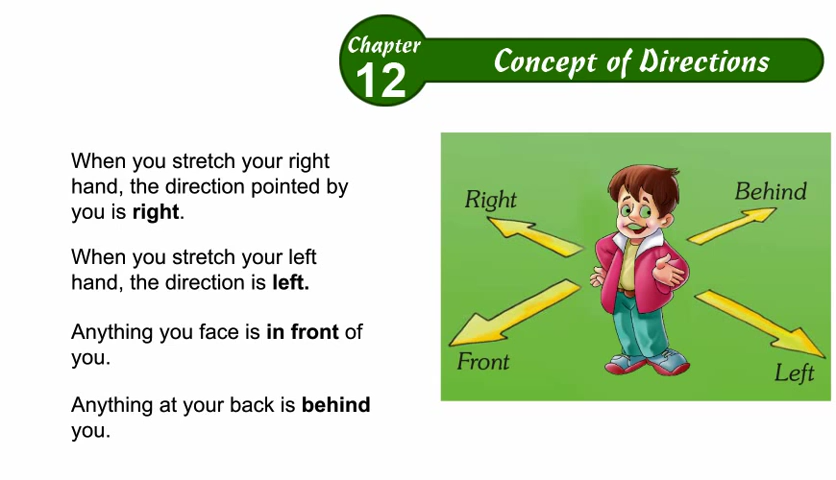 Chapter
12
Concept of Directions
When you stretch your right
hand, the direction pointed by
you is right.
When you stretch your left
hand, the direction is left.
Anything you face is in front of
you.
Anything at your back is behind
you.
Right
Behind
Front
Left